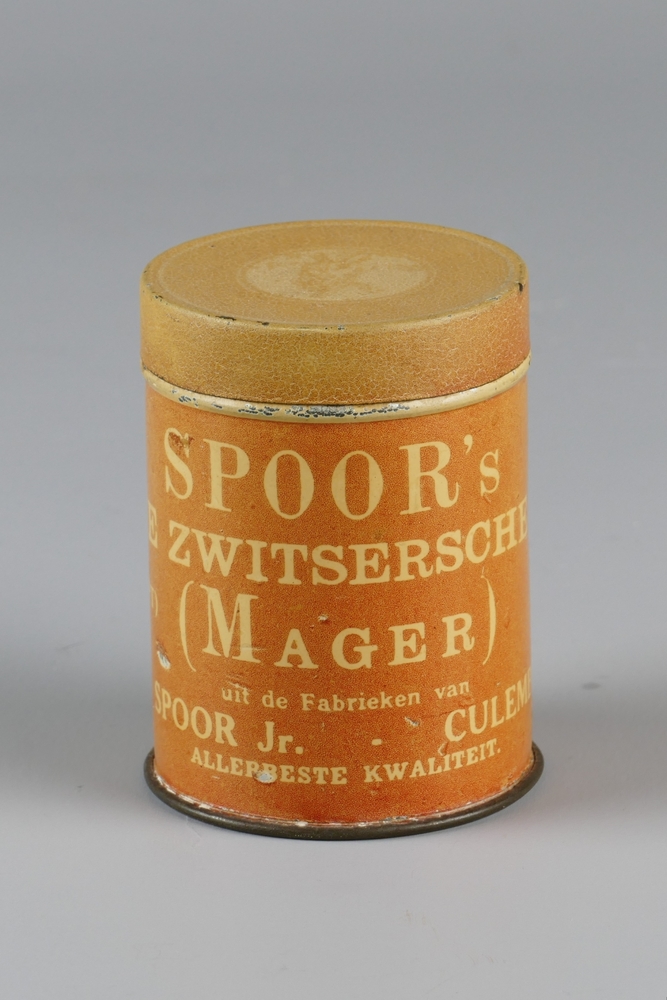 SPOOR's
E ZWITSERSCHE
(MAGER)
uit de Fabrieken van
SPOOR Jr. - CULEM
ALLERBESTE KWALITEIT.